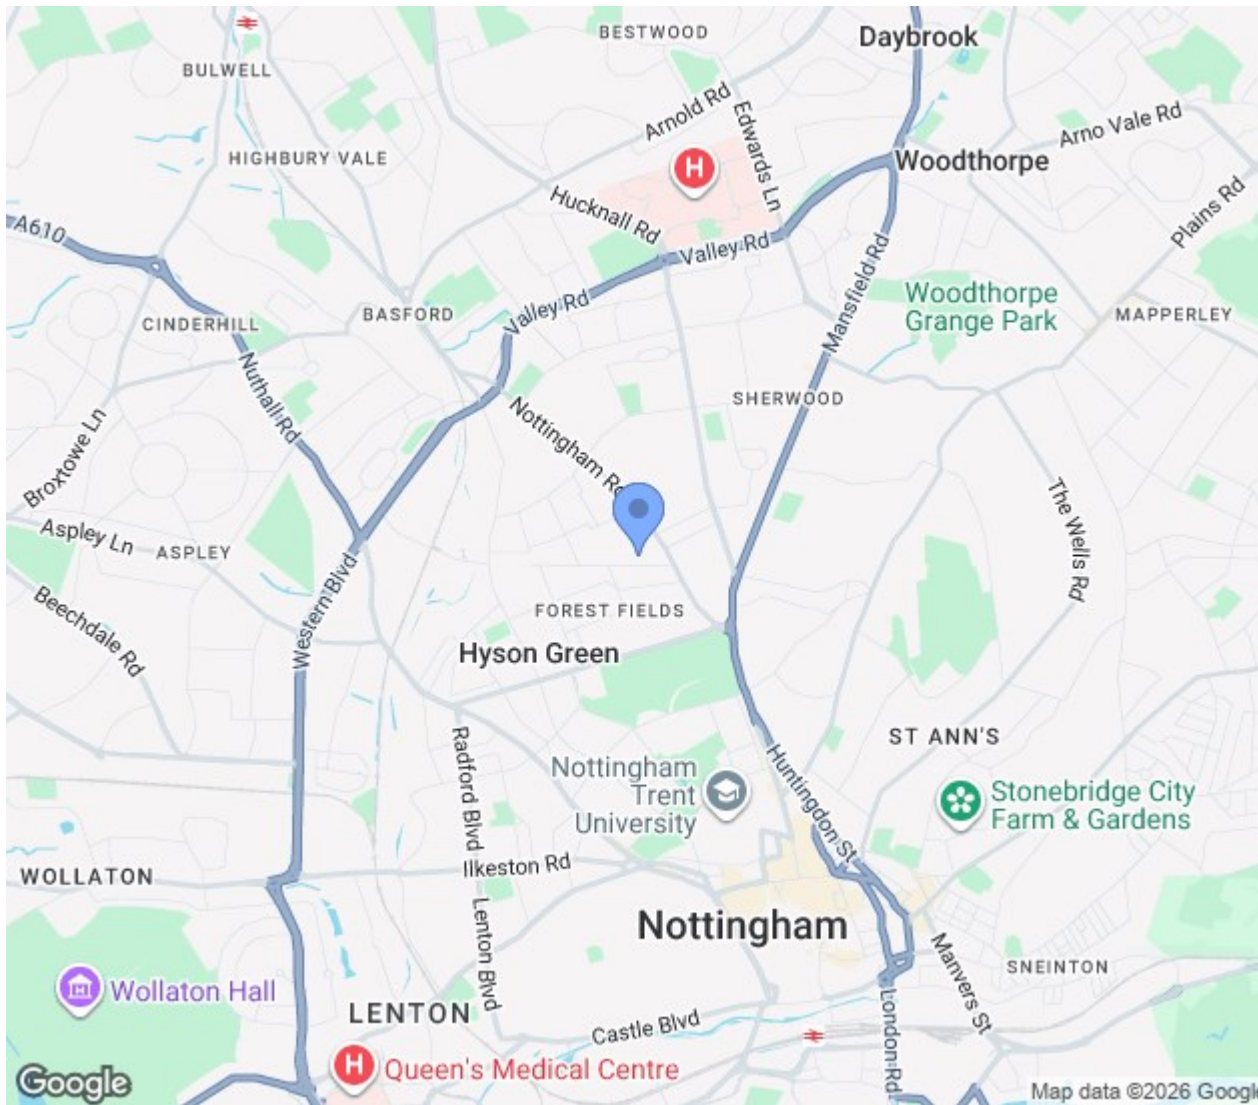 BESTWOOD
Daybrook
BULWELL
Arnold Rd
Edwards Ln
Arno Vale Rd
HIGHBURY VALE
H
Woodthorpe
Hucknall Rd
Plains Rd
A610
Valley Rd
Mansfield Rd
Woodthorpe
Grange Park
CINDERHILL
BASFORD
Valley Rd
MAPPERLEY
Nuthall Rd
SHERWOOD
Nottingham Rd
Broxtowe Ln
The Wells Rd
Aspley Ln
ASPLEY
Western Blvd
Beechdale Rd
FOREST FIELDS
Hyson Green
Radford Blvd
ST ANN'S
Nottingham
Trent
University
Huntingdon St
Stonebridge City
Farm & Gardens
Ilkeston Rd
WOLLATON
Lenton Blvd
Nottingham
Manvers St
SNEINTON
Wollaton Hall
LENTON
London Rd
Castle Blvd
H
Queen's Medical Centre
Google
Map data ©2026 Google